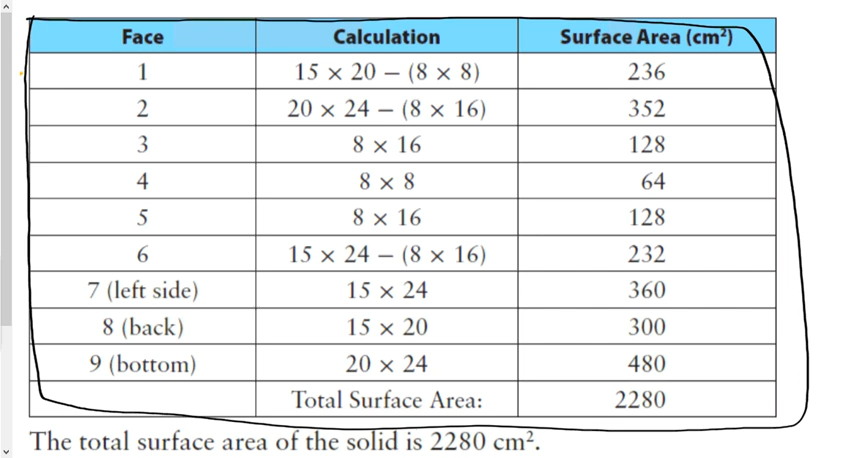 Face Calculation Surface Area (cm²)
1 15 × 20 – (8 × 8) 236
2 20 × 24 – (8 × 16) 352
3 8 × 16 128
4 8 × 8 64
5 8 × 16 128
6 15 × 24 – (8 × 16) 232
7 (left side) 15 × 24 360
8 (back) 15 × 20 300
9 (bottom) 20 × 24 480
Total Surface Area: 2280
The total surface area of the solid is 2280 cm².